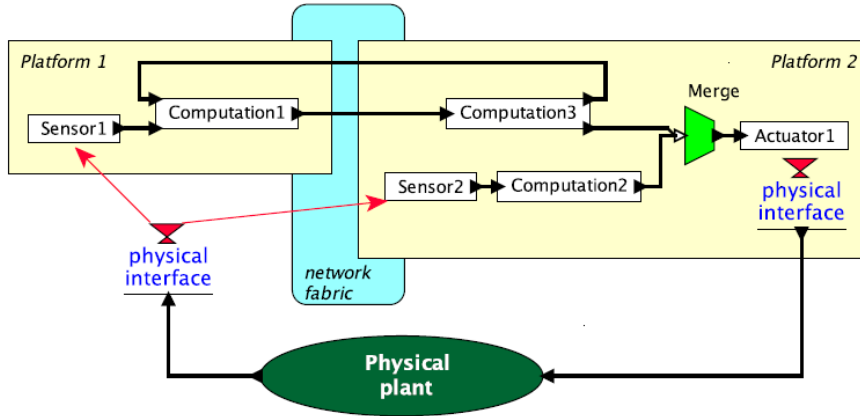 Platform 1
Platform 2
Merge
Computation1
Computation3
Sensor1
Actuator1
Sensor2
Computation2
physical
interface
physical
interface
network
fabric
Physical
plant